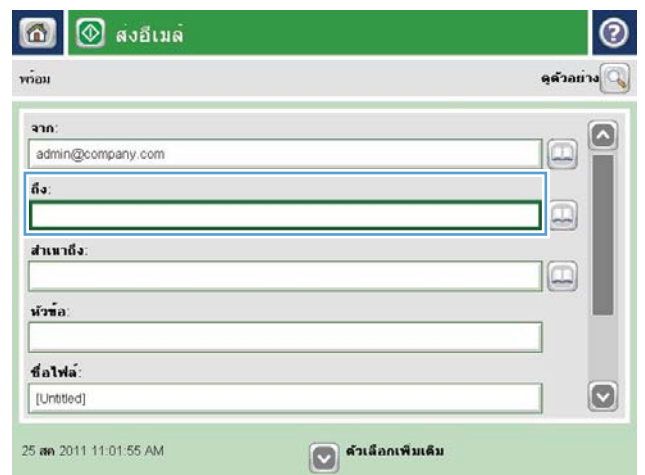 ส่งอีเมล์
พร้อม
ดูตัวอย่าง
จาก:
admin@company.com
ถึง:
สำเนาถึง:
หัวข้อ:
ชื่อไฟล์:
[Untitled]
25 สค 2011 11:01:55 AM
ตัวเลือกเพิ่มเติม